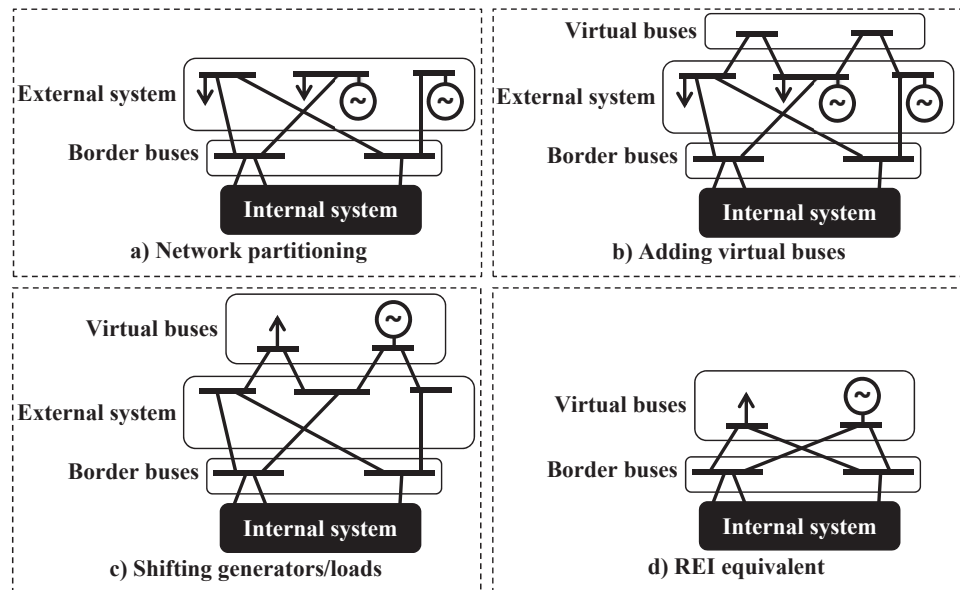 External system
~
~
Border buses
Internal system
a) Network partitioning
Virtual buses
External system
~
~
Border buses
Internal system
b) Adding virtual buses
Virtual buses
~
External system
Border buses
Internal system
c) Shifting generators/loads
Virtual buses
~
Border buses
Internal system
d) REI equivalent